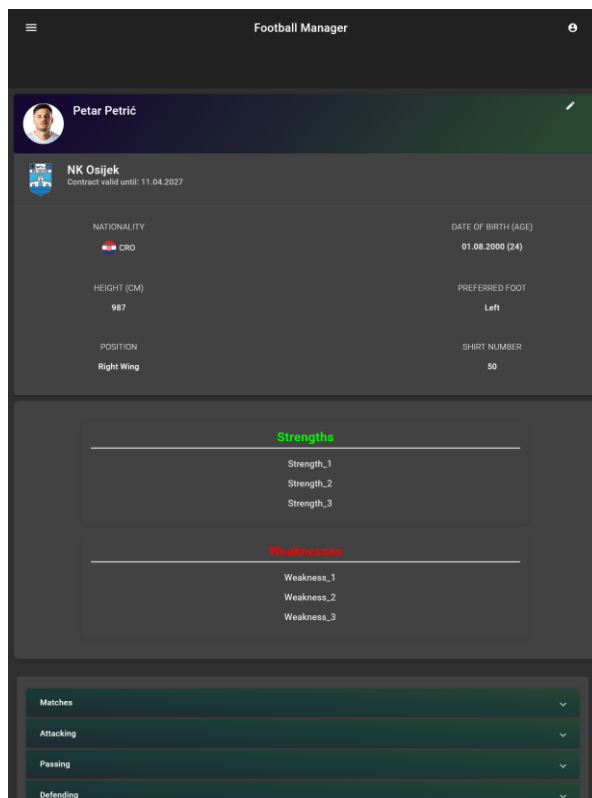 Football Manager
Petar Petrić
NK Osijek
Contract valid until: 11.04.2027
NATIONALITY
DATE OF BIRTH (AGE)
CRO
01.08.2000 (24)
HEIGHT (CM)
PREFERRED FOOT
987
Left
POSITION
SHIRT NUMBER
Right Wing
50
Strengths
Strength_1
Strength_2
Strength_3
Weaknesses
Weakness_1
Weakness_2
Weakness_3
Matches
Attacking
Passing
Defending